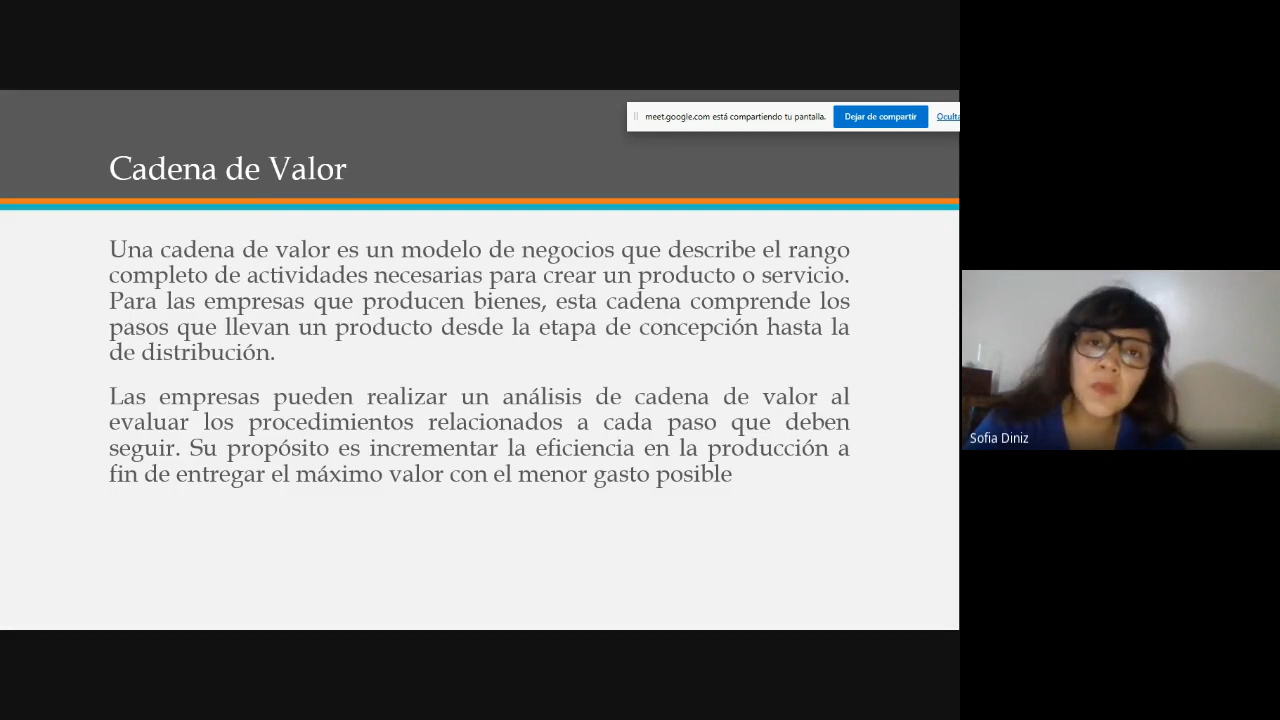 meet.google.com está compartiendo tu pantalla.
Dejar de compartir
Cadena de Valor
Una cadena de valor es un modelo de negocios que describe el rango
completo de actividades necesarias para crear un producto o servicio.
Para las empresas que producen bienes, esta cadena comprende los
pasos que llevan un producto desde la etapa de concepción hasta la
de distribución.
Las empresas pueden realizar un análisis de cadena de valor al
evaluar los procedimientos relacionados a cada paso que deben
seguir. Su propósito es incrementar la eficiencia en la producción a
fin de entregar el máximo valor con el menor gasto posible
Sofia Diniz